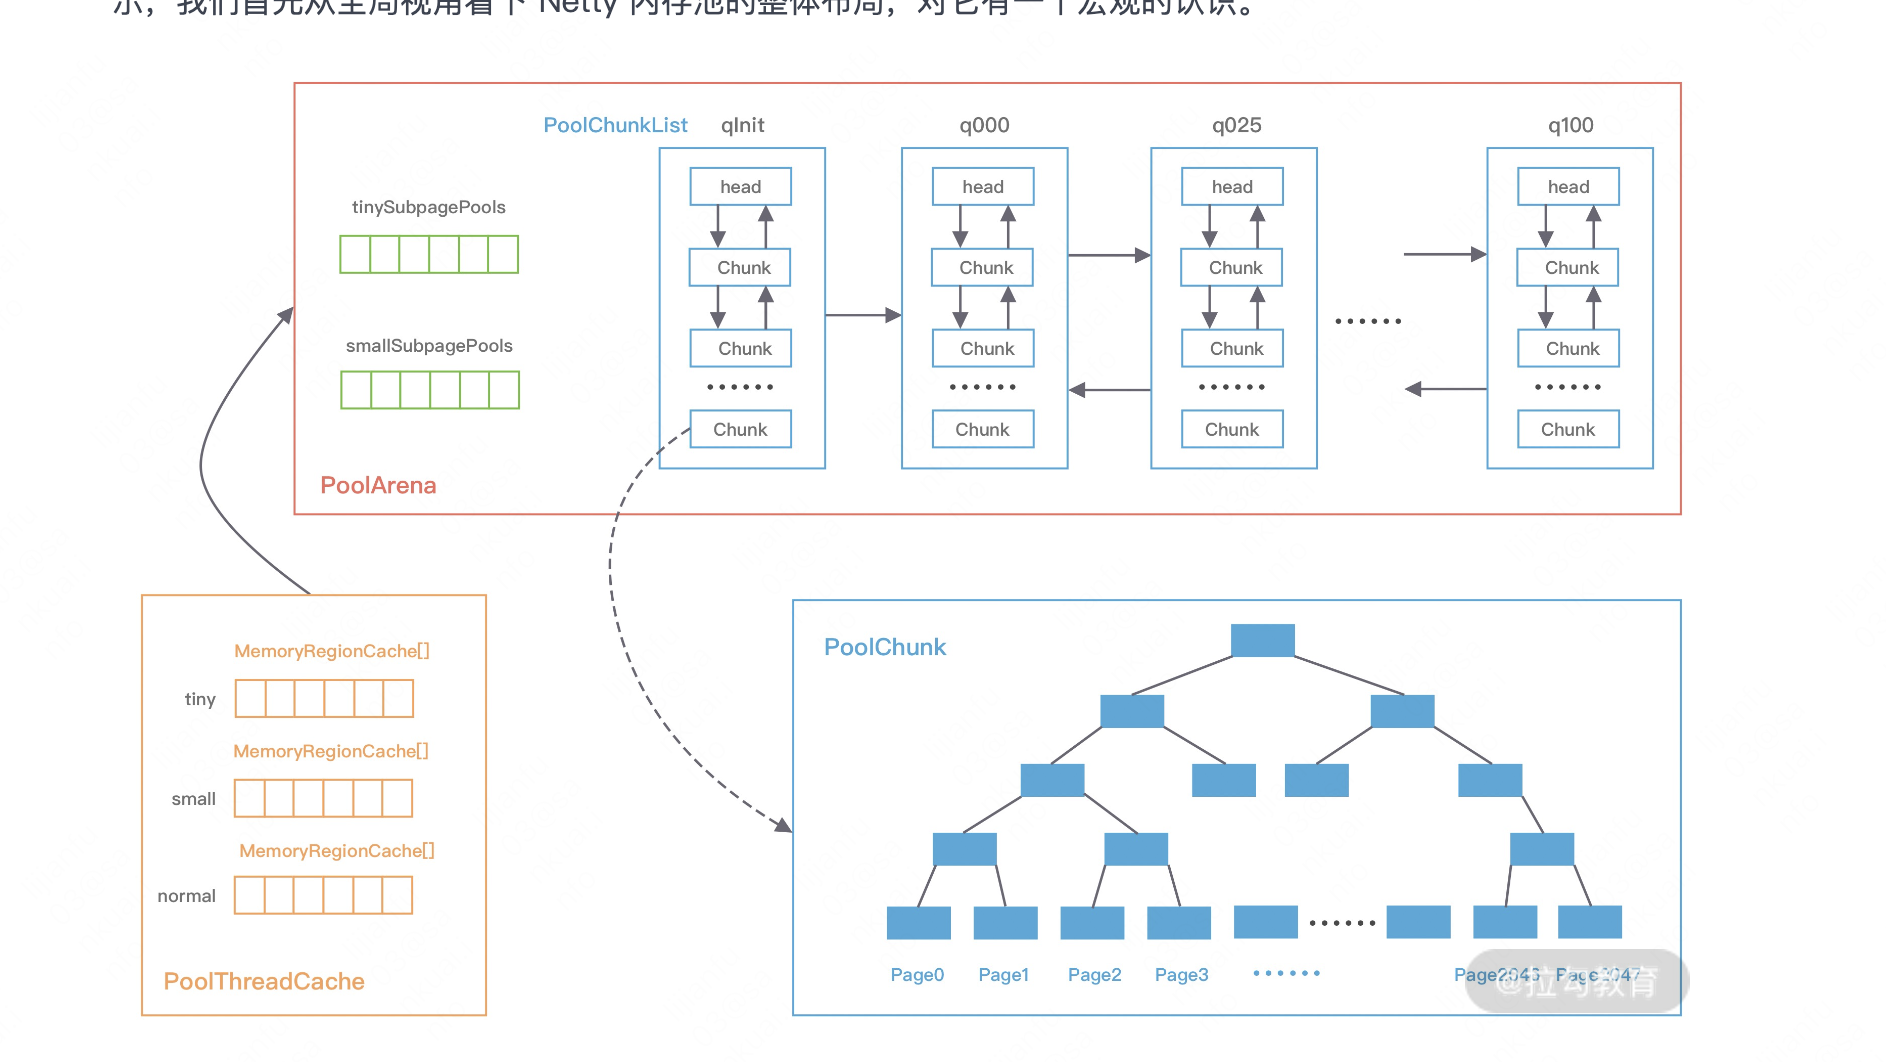 示，我们首先从全局视角看下 Netty 内存池的整体布局，对它有一个宏观的认识。
PoolChunkList qInit q000 q025 q100
head head head head
tinySubpagePools
Chunk Chunk Chunk Chunk
smallSubpagePools
Chunk Chunk Chunk Chunk
Chunk Chunk Chunk Chunk
PoolArena
MemoryRegionCache[]
tiny
MemoryRegionCache[]
small
MemoryRegionCache[]
normal
PoolThreadCache
PoolChunk
Page0 Page1 Page2 Page3 Page2046 Page2047
@拉勾教育